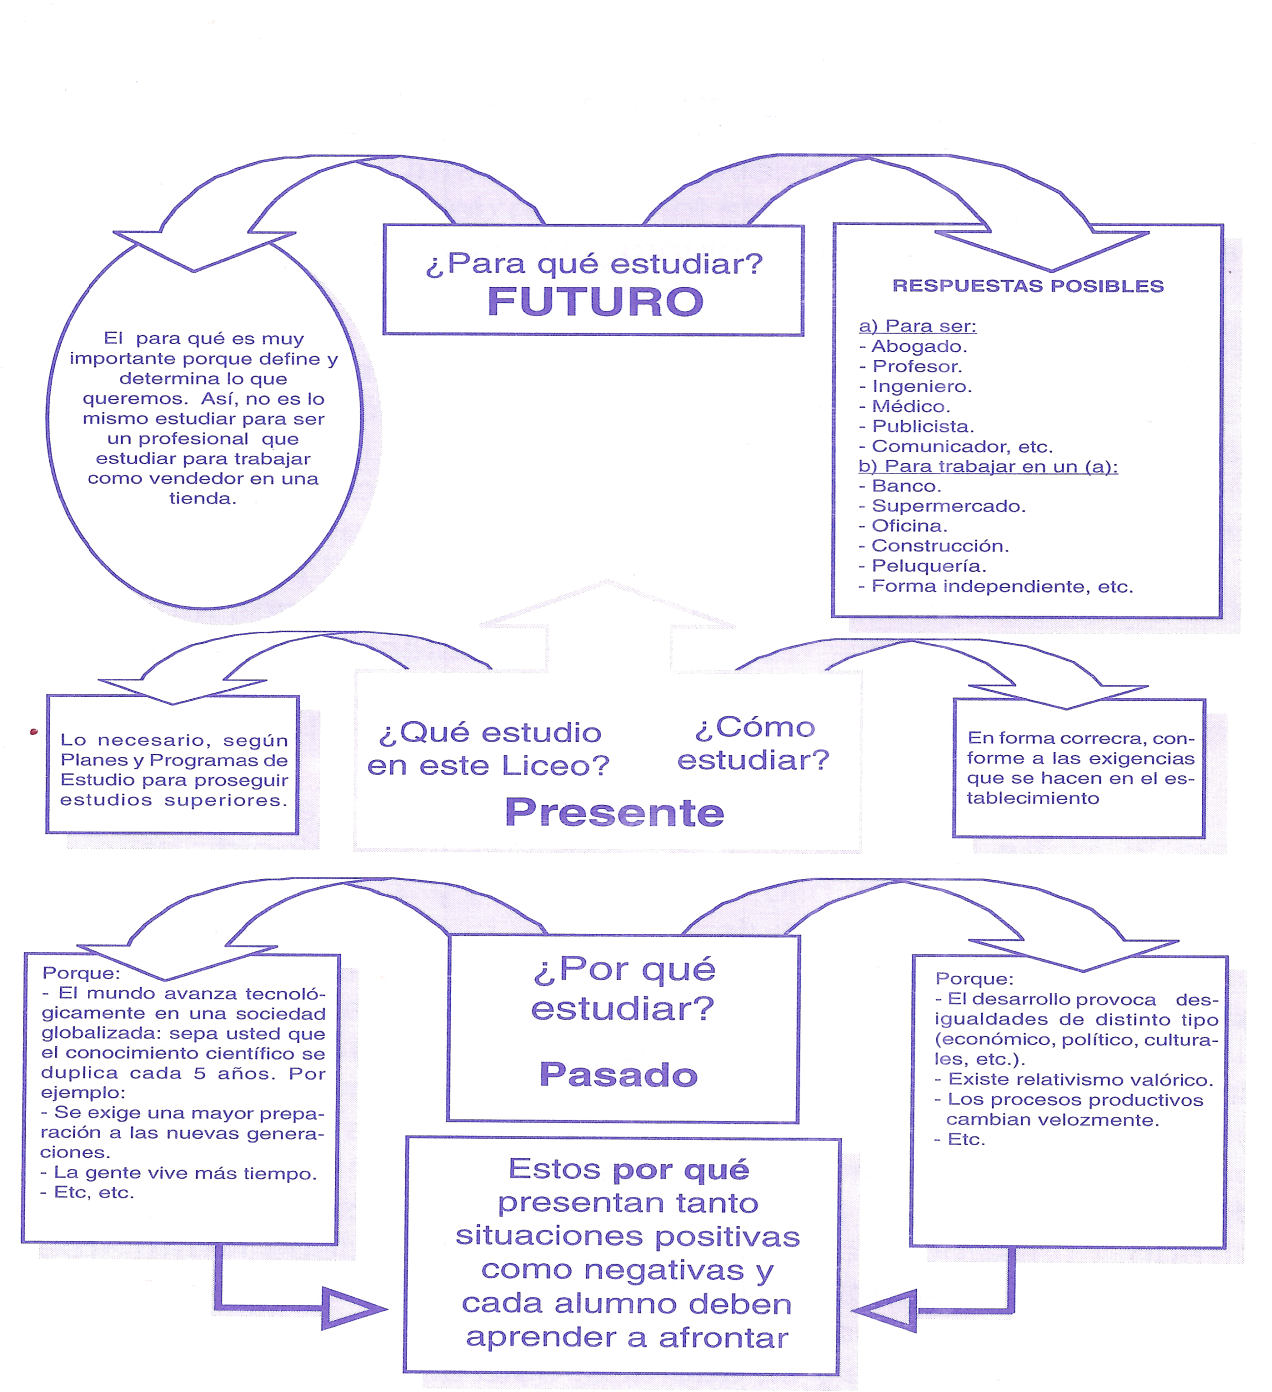 ¿Para qué estudiar?
FUTURO
El para qué es muy
importante porque define y
determina lo que
queremos. Así, no es lo
mismo estudiar para ser
un profesional que
estudiar para trabajar
como vendedor en una
tienda.
RESPUESTAS POSIBLES
a) Para ser:
- Abogado.
- Profesor.
- Ingeniero.
- Médico.
- Publicista.
- Comunicador, etc.
b) Para trabajar en un (a):
- Banco.
- Supermercado.
- Oficina.
- Construcción.
- Peluquería.
- Forma independiente, etc.
¿Qué estudio
en este Liceo?
¿Cómo
estudiar?
Presente
Lo necesario, según
Planes y Programas de
Estudio para proseguir
estudios superiores.
En forma correcra, con-
forme a las exigencias
que se hacen en el es-
tablecimiento
¿Por qué
estudiar?
Pasado
Porque:
- El mundo avanza tecnoló-
gicamente en una sociedad
globalizada: sepa usted que
el conocimiento científico se
duplica cada 5 años. Por
ejemplo:
- Se exige una mayor prepa-
ración a las nuevas genera-
ciones.
- La gente vive más tiempo.
- Etc, etc.
Porque:
- El desarrollo provoca des-
igualdades de distinto tipo
(económico, político, cultura-
les, etc.).
- Existe relativismo valórico.
- Los procesos productivos
cambian velozmente.
- Etc.
Estos por qué
presentan tanto
situaciones positivas
como negativas y
cada alumno deben
aprender a afrontar